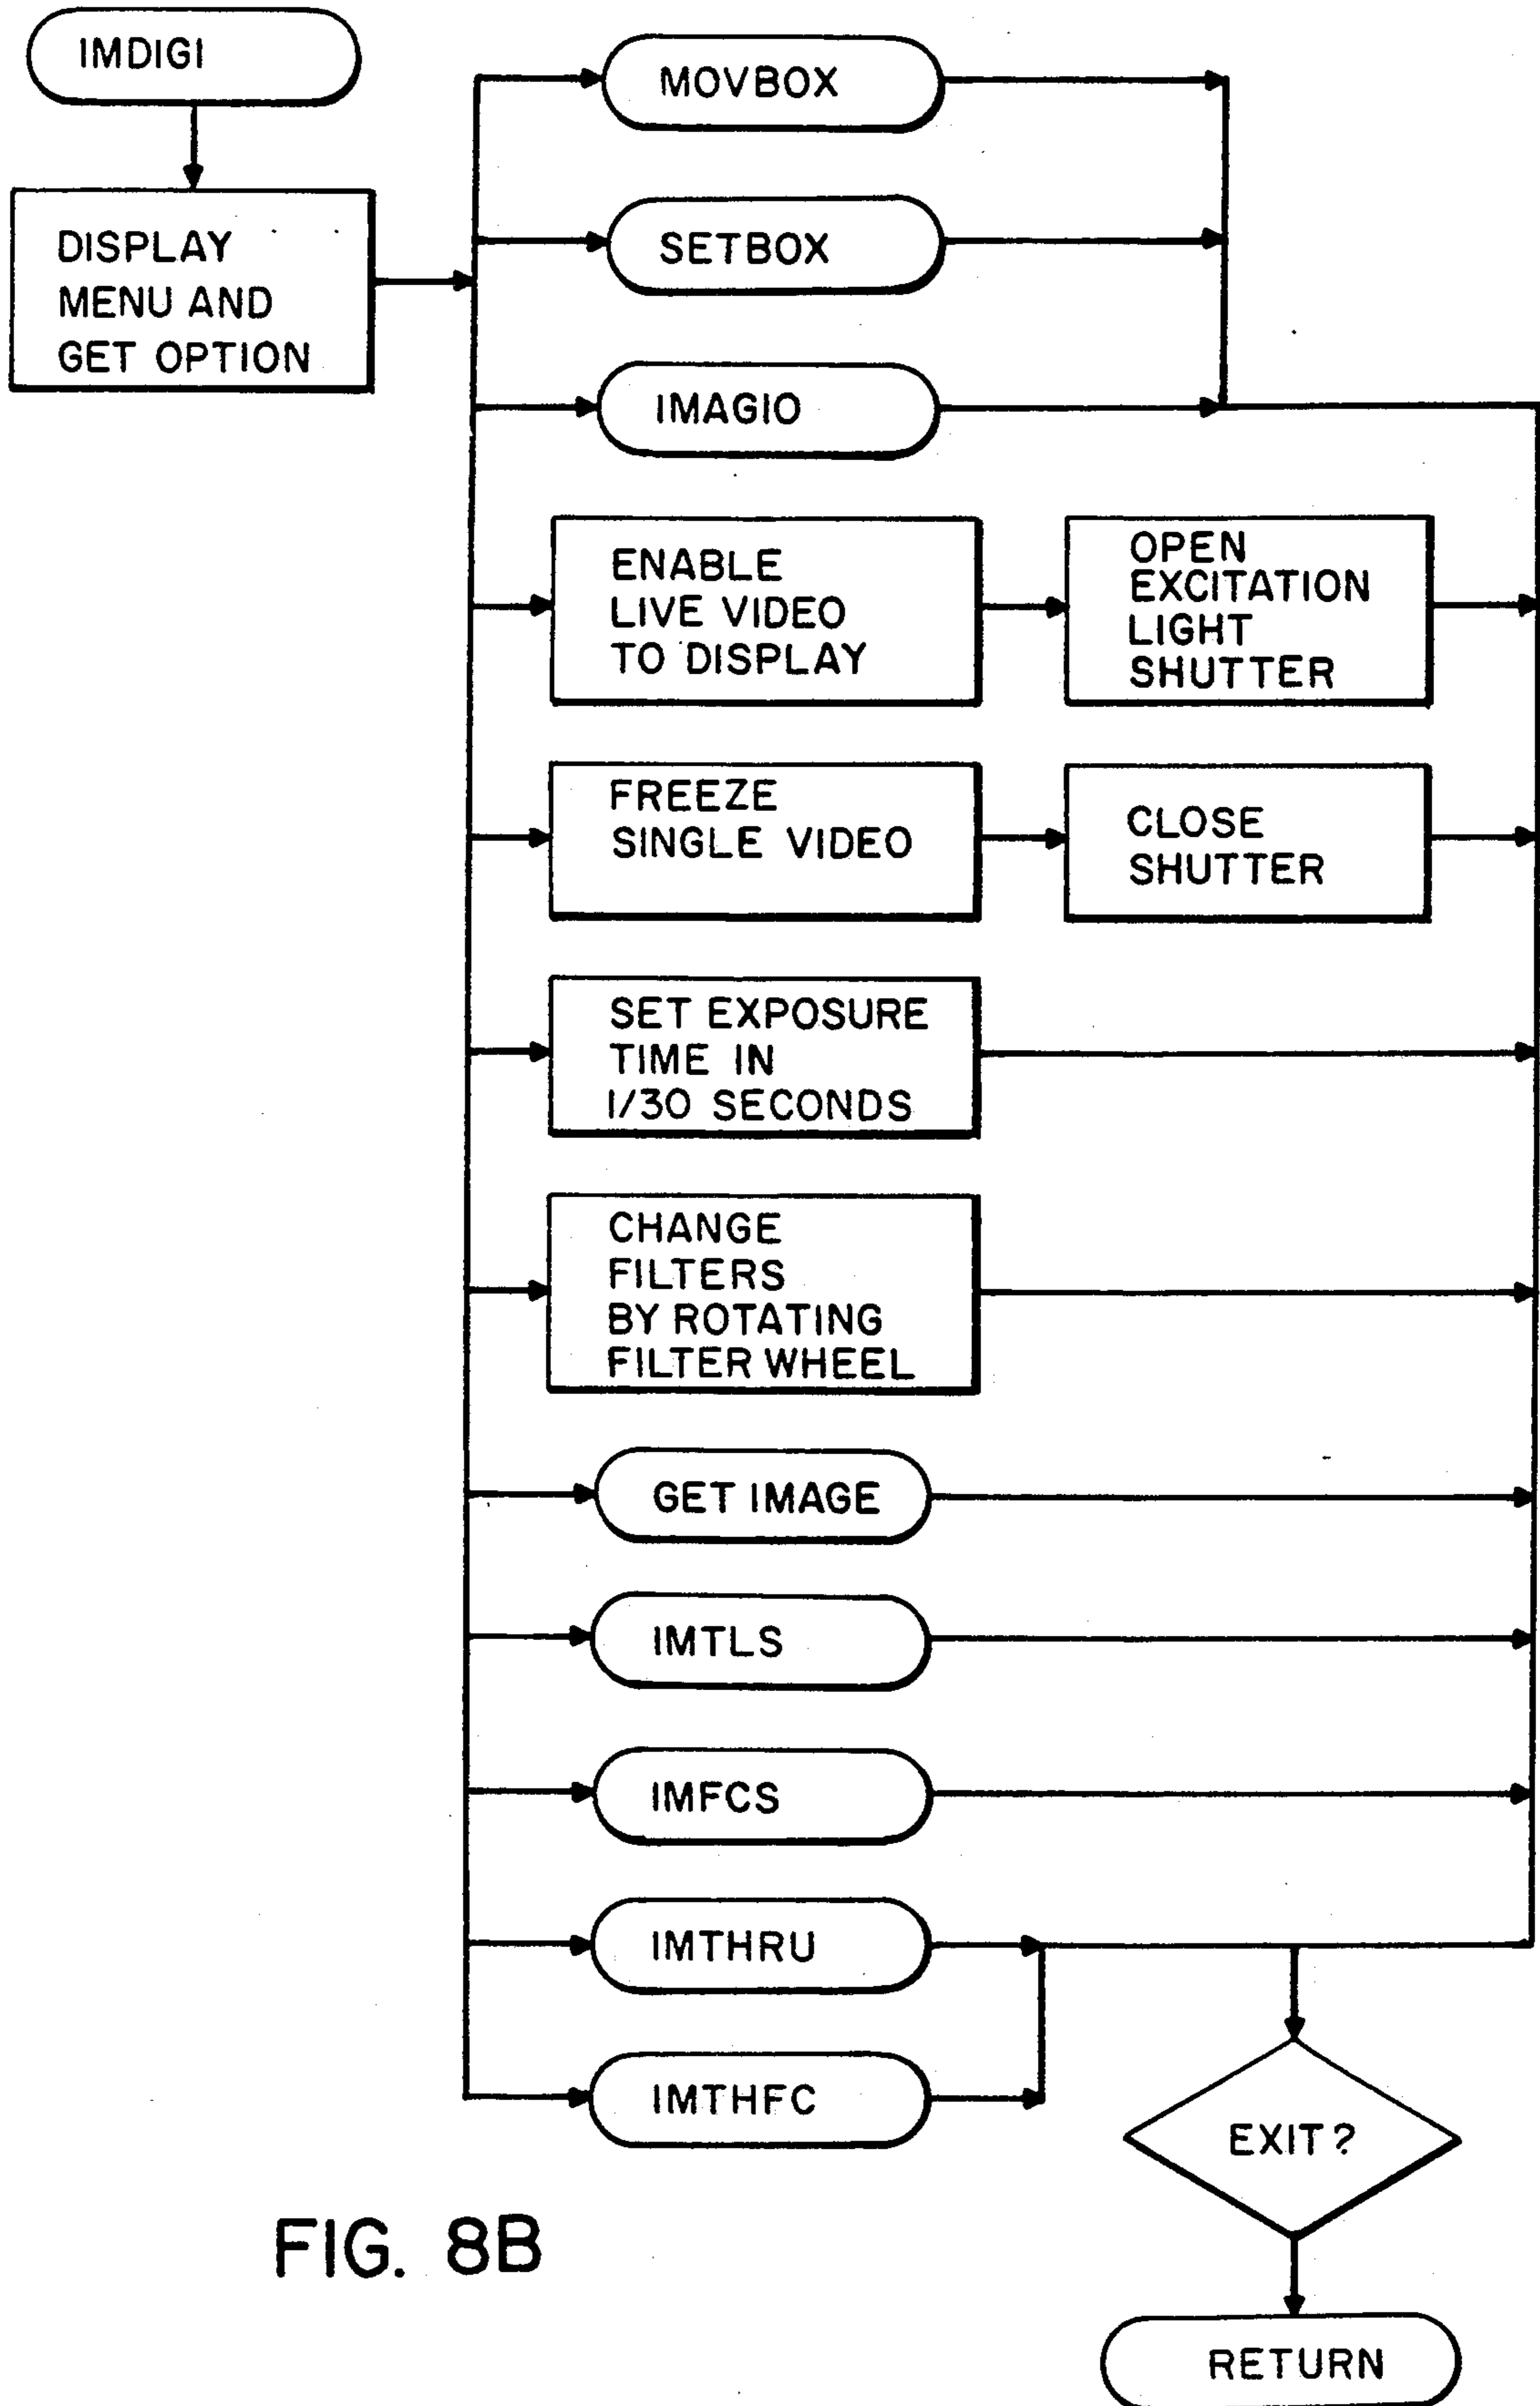 IMDIGI
DISPLAY
MENU AND
GET OPTION
MOVBOX
SETBOX
IMAGIO
ENABLE
LIVE VIDEO
TO DISPLAY
OPEN
EXCITATION
LIGHT
SHUTTER
FREEZE
SINGLE VIDEO
CLOSE
SHUTTER
SET EXPOSURE
TIME IN
1/30 SECONDS
CHANGE
FILTERS
BY ROTATING
FILTER WHEEL
GET IMAGE
IMTLS
IMFCS
IMTHRU
IMTHFC
EXIT?
RETURN
FIG. 8B